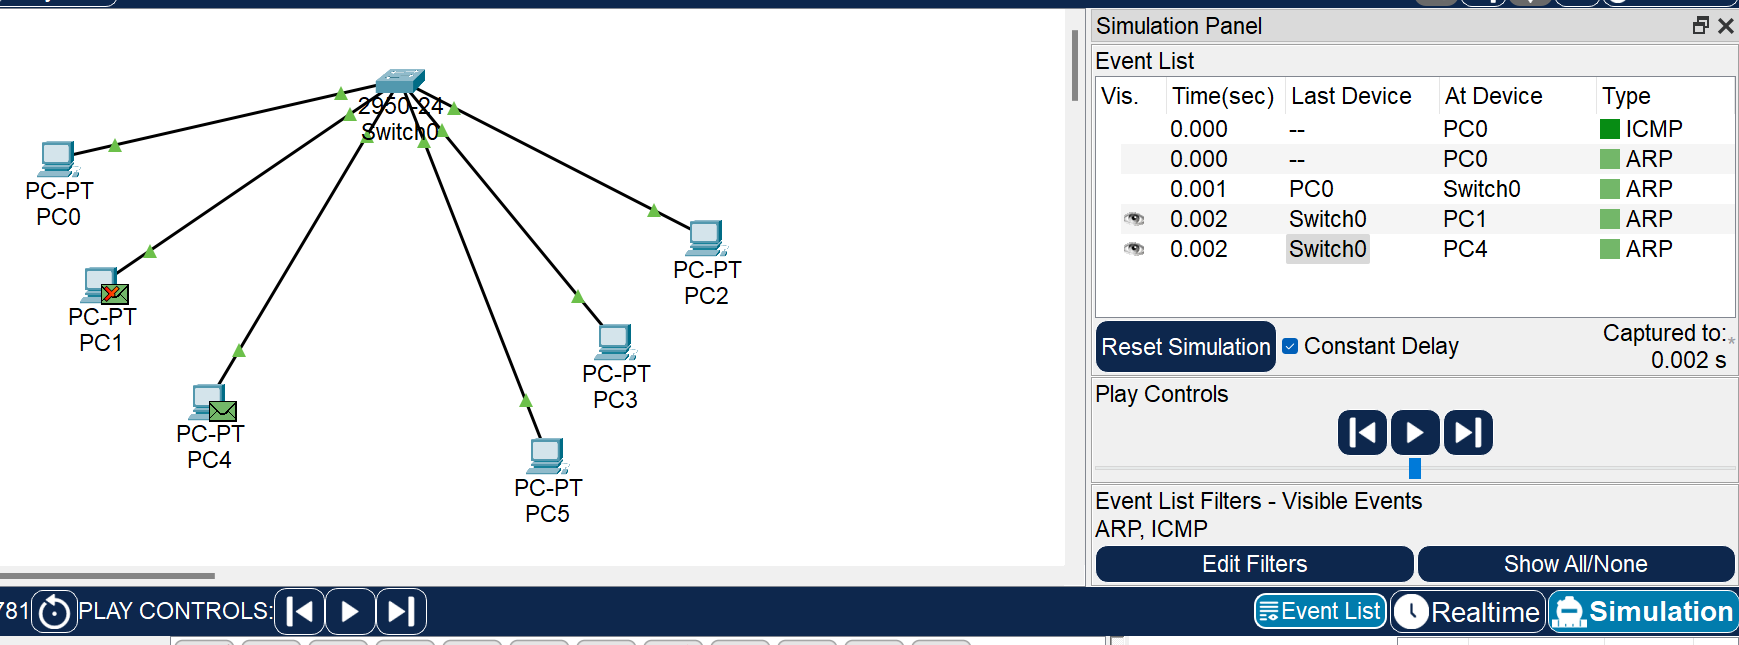 Simulation Panel
Event List
Vis. Time(sec) Last Device At Device Type
0.000 -- PC0 ICMP
0.000 -- PC0 ARP
0.001 PC0 Switch0 ARP
0.002 Switch0 PC1 ARP
0.002 Switch0 PC4 ARP
Reset Simulation Constant Delay Captured to:*
0.002 s
Play Controls
Event List Filters - Visible Events
ARP, ICMP
Edit Filters Show All/None
2950-24
Switch0
PC-PT
PC0
PC-PT
PC1
PC-PT
PC4
PC-PT
PC5
PC-PT
PC3
PC-PT
PC2
781 PLAY CONTROLS: Event List Realtime Simulation